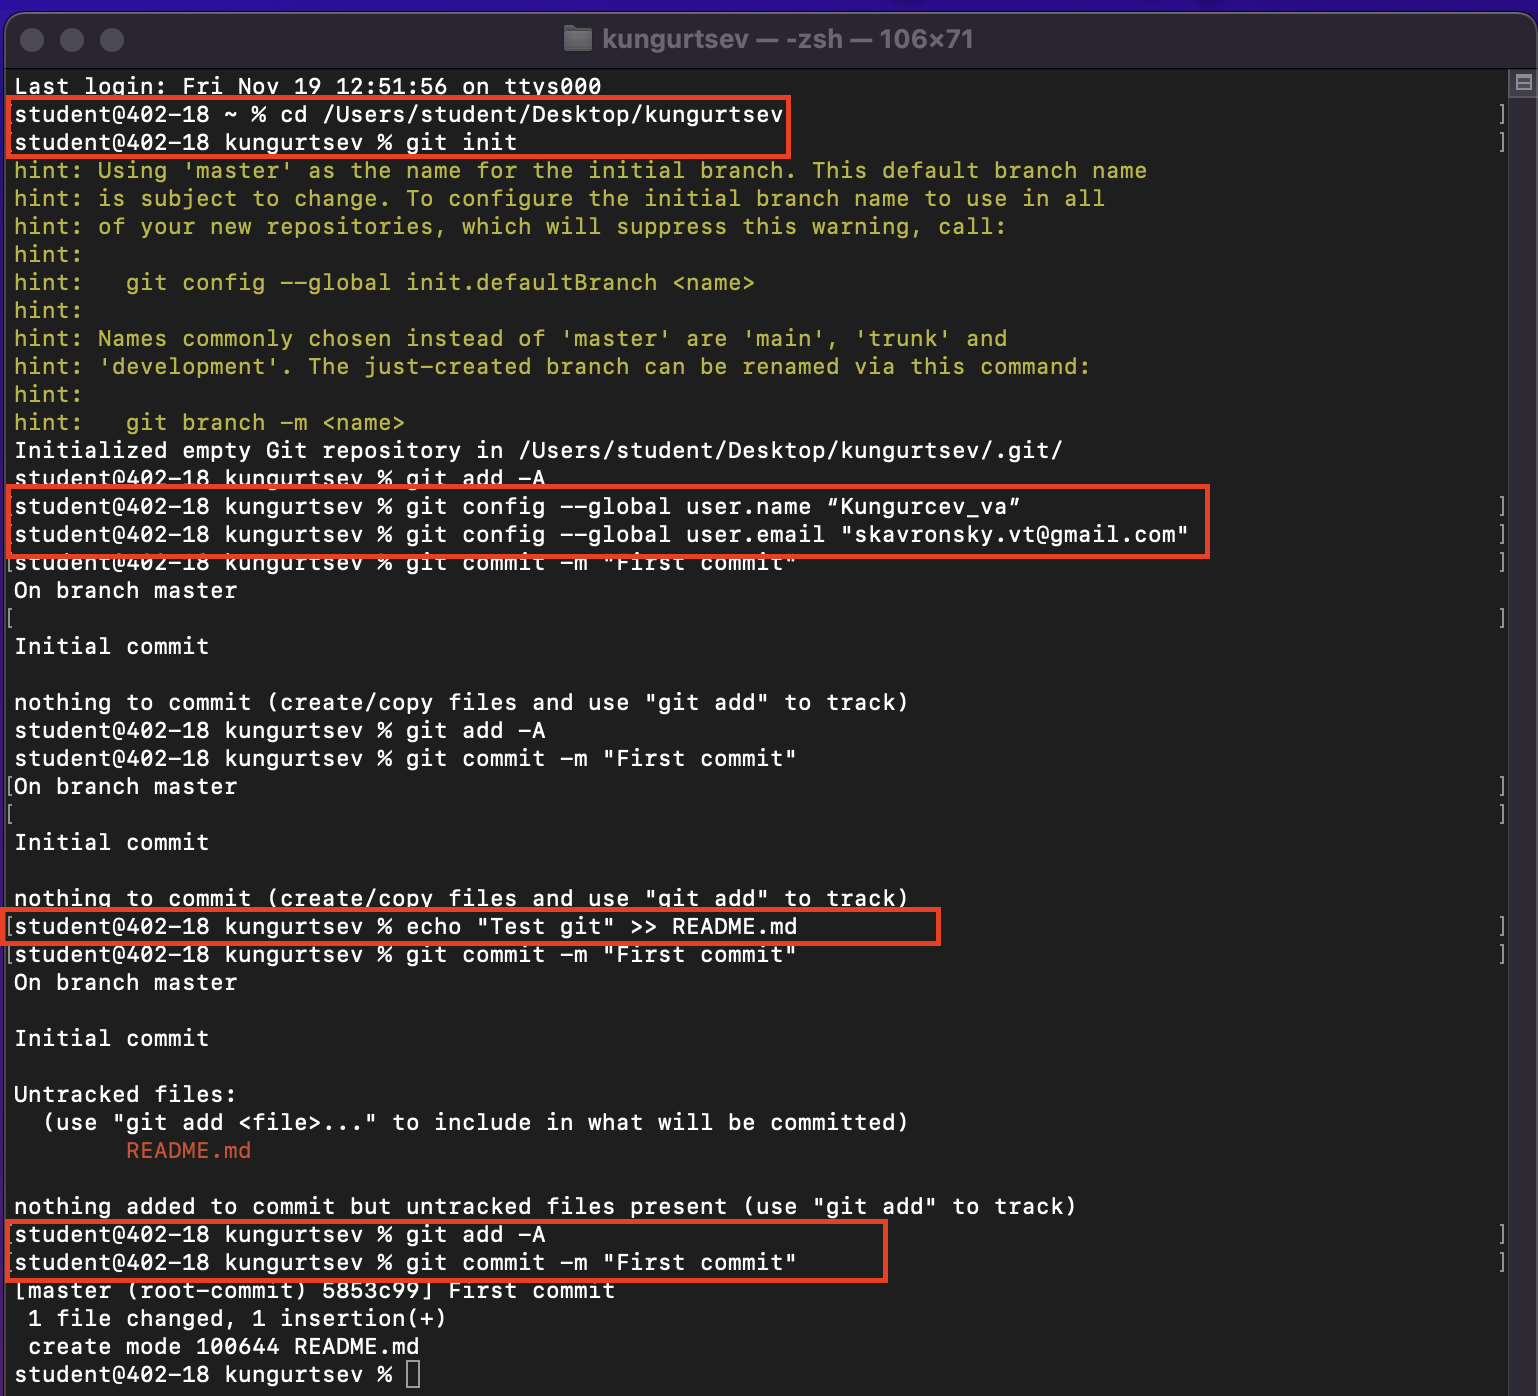 kungurtsev — -zsh — 106×71
Last login: Fri Nov 19 12:51:56 on ttys000
[student@402-18 ~ % cd /Users/student/Desktop/kungurtsev ]
[student@402-18 kungurtsev % git init ]
hint: Using 'master' as the name for the initial branch. This default branch name
hint: is subject to change. To configure the initial branch name to use in all
hint: of your new repositories, which will suppress this warning, call:
hint:
hint:   git config --global init.defaultBranch <name>
hint:
hint: Names commonly chosen instead of 'master' are 'main', 'trunk' and
hint: 'development'. The just-created branch can be renamed via this command:
hint:
hint:   git branch -m <name>
Initialized empty Git repository in /Users/student/Desktop/kungurtsev/.git/
student@402-18 kungurtsev % git add -A
[student@402-18 kungurtsev % git config --global user.name “Kungurcev_va” ]
[student@402-18 kungurtsev % git config --global user.email "skavronsky.vt@gmail.com" ]
[student@402-18 kungurtsev % git commit -m "First commit" ]
On branch master
[ ]
Initial commit
nothing to commit (create/copy files and use "git add" to track)
student@402-18 kungurtsev % git add -A
student@402-18 kungurtsev % git commit -m "First commit"
[On branch master ]
[ ]
Initial commit
nothing to commit (create/copy files and use "git add" to track)
[student@402-18 kungurtsev % echo "Test git" >> README.md ]
[student@402-18 kungurtsev % git commit -m "First commit" ]
On branch master
Initial commit
Untracked files:
  (use "git add <file>..." to include in what will be committed)
        README.md
nothing added to commit but untracked files present (use "git add" to track)
[student@402-18 kungurtsev % git add -A ]
[student@402-18 kungurtsev % git commit -m "First commit" ]
[master (root-commit) 5853c99] First commit
 1 file changed, 1 insertion(+)
 create mode 100644 README.md
student@402-18 kungurtsev %